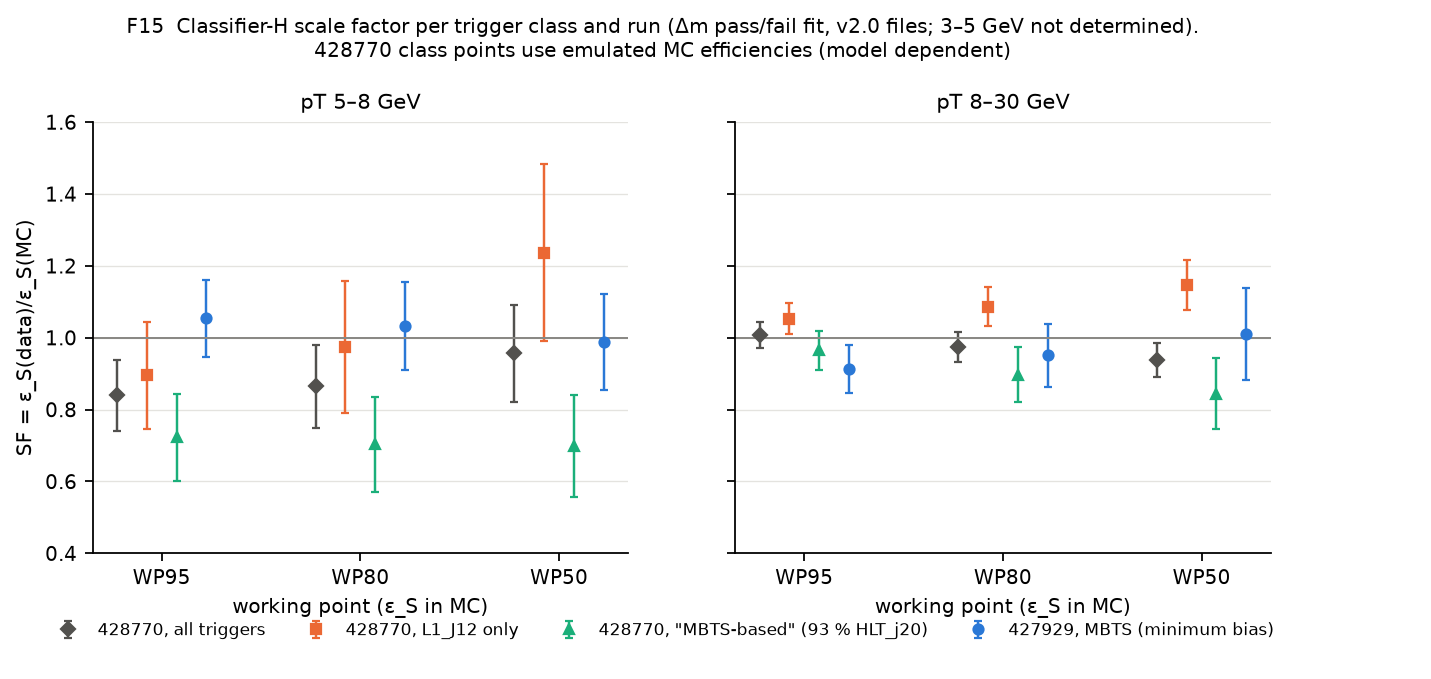 F15  Classifier-H scale factor per trigger class and run (Δm pass/fail fit, v2.0 files; 3–5 GeV not determined).
428770 class points use emulated MC efficiencies (model dependent)
pT 5–8 GeV
pT 8–30 GeV
SF = ε_S(data)/ε_S(MC)
1.6
1.4
1.2
1.0
0.8
0.6
0.4
WP95 WP80 WP50
WP95 WP80 WP50
working point (ε_S in MC)
working point (ε_S in MC)
428770, all triggers
428770, L1_J12 only
428770, "MBTS-based" (93 % HLT_j20)
427929, MBTS (minimum bias)